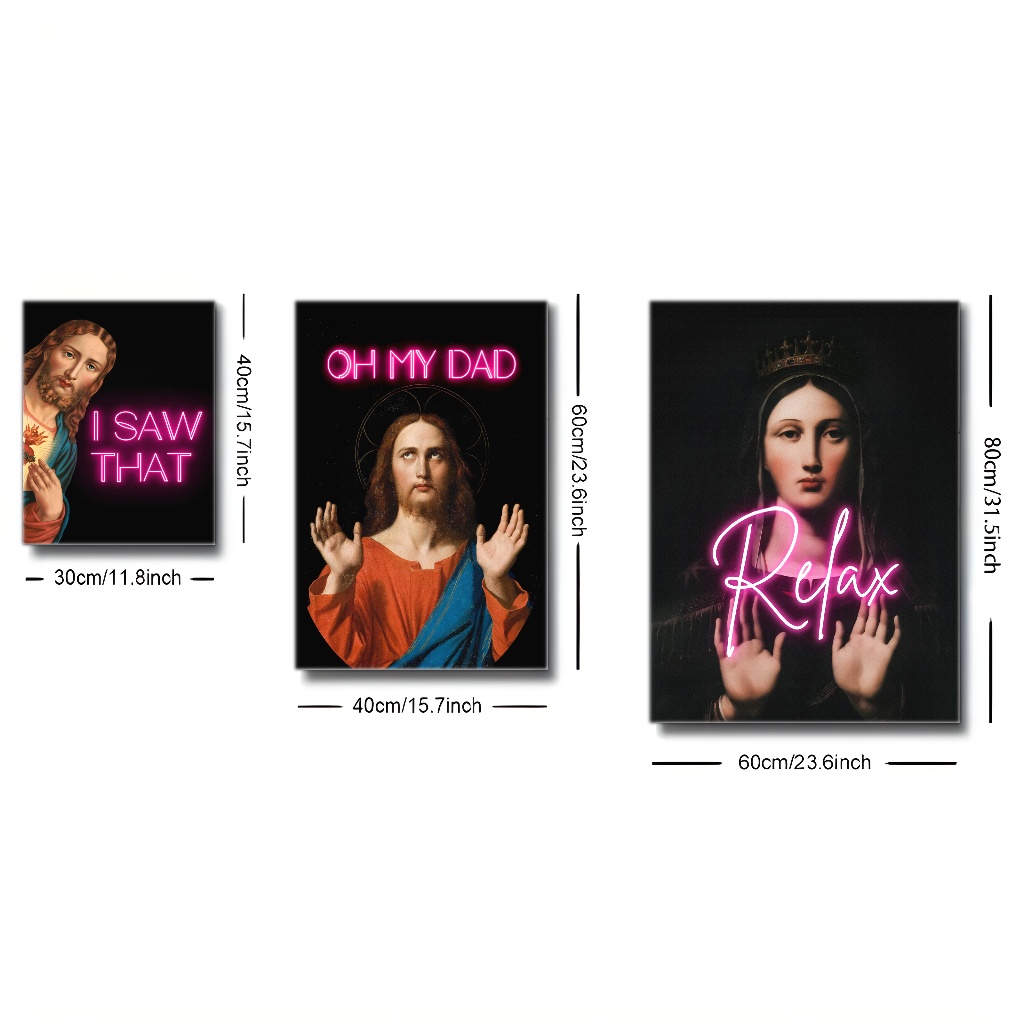 I SAW
THAT
40cm/15.7inch
30cm/11.8inch
OH MY DAD
60cm/23.6inch
40cm/15.7inch
Relax
80cm/31.5inch
60cm/23.6inch